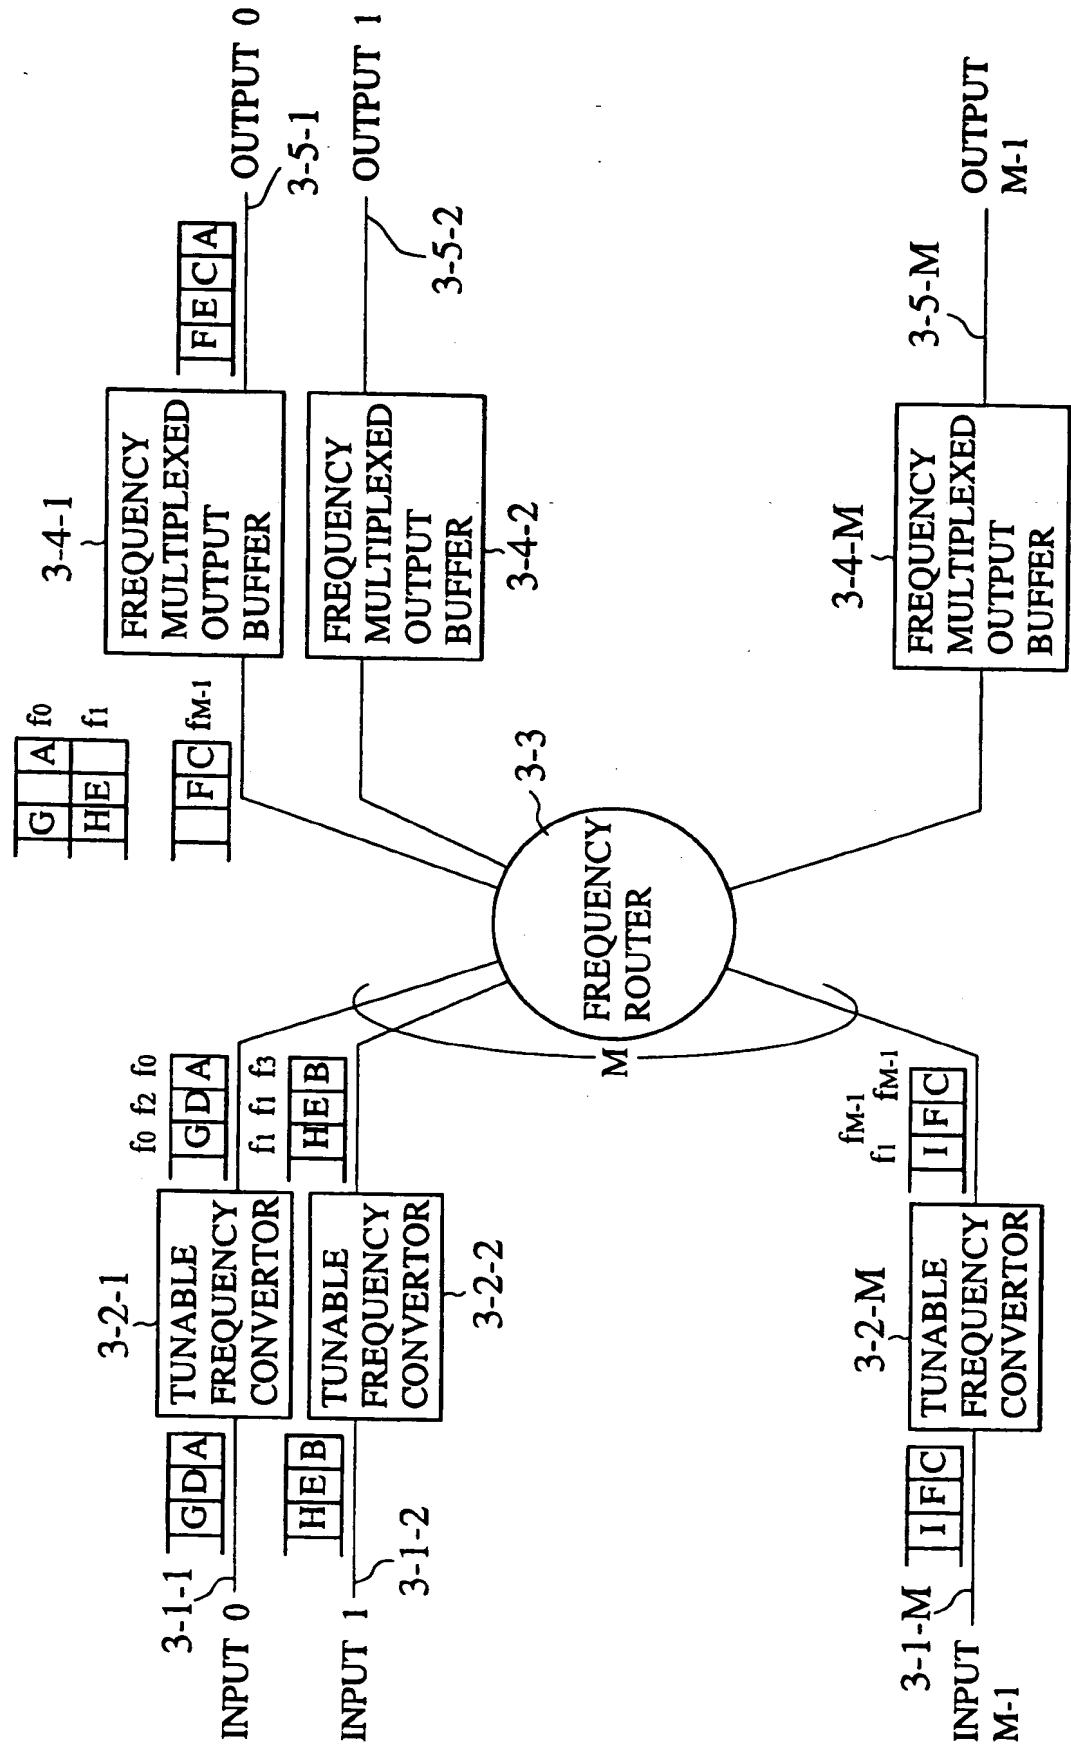 INPUT 0
3-1-1
G D A
3-2-1
TUNABLE
FREQUENCY
CONVERTOR
f0 f2 f0
G D A
INPUT 1
3-1-2
H E B
TUNABLE
FREQUENCY
CONVERTOR
3-2-2
f1 f1 f3
H E B
INPUT
M-1
3-1-M
I F C
3-2-M
TUNABLE
FREQUENCY
CONVERTOR
f1 fM-1 fM-1
I F C
M
FREQUENCY
ROUTER
3-3
G A f0
H E f1
F C fM-1
3-4-1
FREQUENCY
MULTIPLEXED
OUTPUT
BUFFER
F E C A
OUTPUT 0
3-5-1
FREQUENCY
MULTIPLEXED
OUTPUT
BUFFER
3-4-2
OUTPUT 1
3-5-2
3-4-M
FREQUENCY
MULTIPLEXED
OUTPUT
BUFFER
3-5-M
OUTPUT
M-1